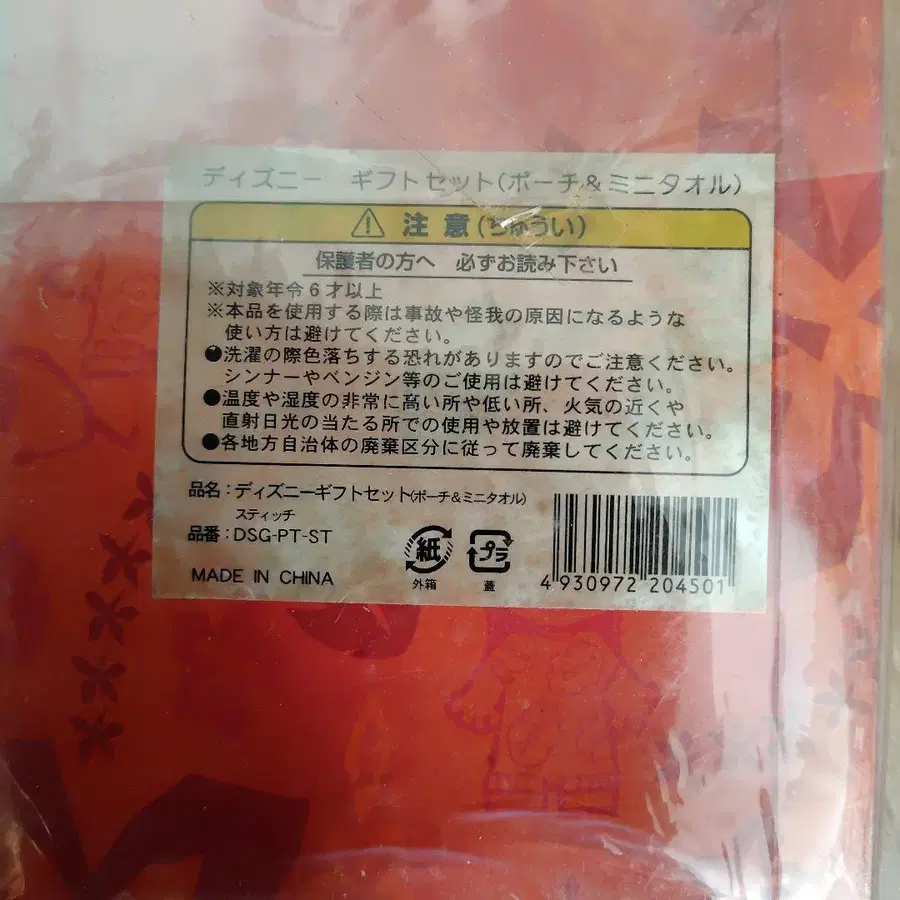 ディズニー ギフトセット(ポーチ&ミニタオル)
注意(ちゅうい)
保護者の方へ 必ずお読み下さい
※対象年令6才以上
※本品を使用する際は事故や怪我の原因になるような
使い方は避けてください。
●洗濯の際色落ちする恐れがありますのでご注意ください。
シンナーやベンジン等のご使用は避けてください。
●温度や湿度の非常に高い所や低い所、火気の近くや
直射日光の当たる所での使用や放置は避けてください。
●各地方自治体の廃棄区分に従って廃棄してください。
品名:ディズニーギフトセット(ポーチ&ミニタオル)
スティッチ
品番:DSG-PT-ST
紙 プラ
外箱 蓋
MADE IN CHINA
4 930972 204501